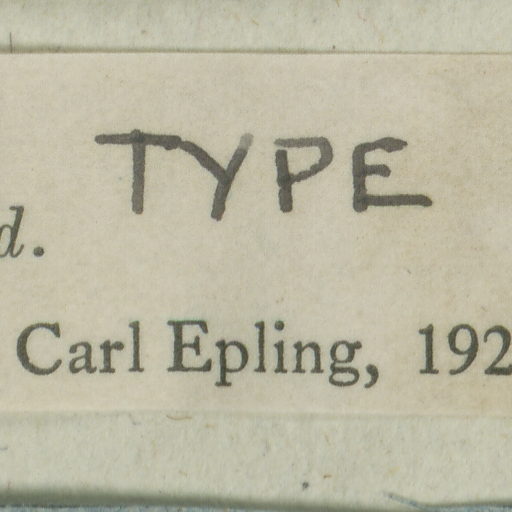 TYPE
d.
Carl Epling, 192